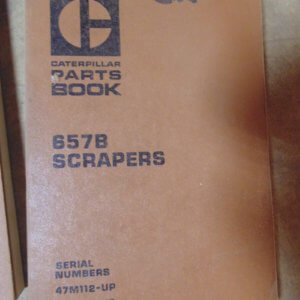 CATERPILLAR
PARTS
BOOK
657B
SCRAPERS
SERIAL
NUMBERS
47M112-UP